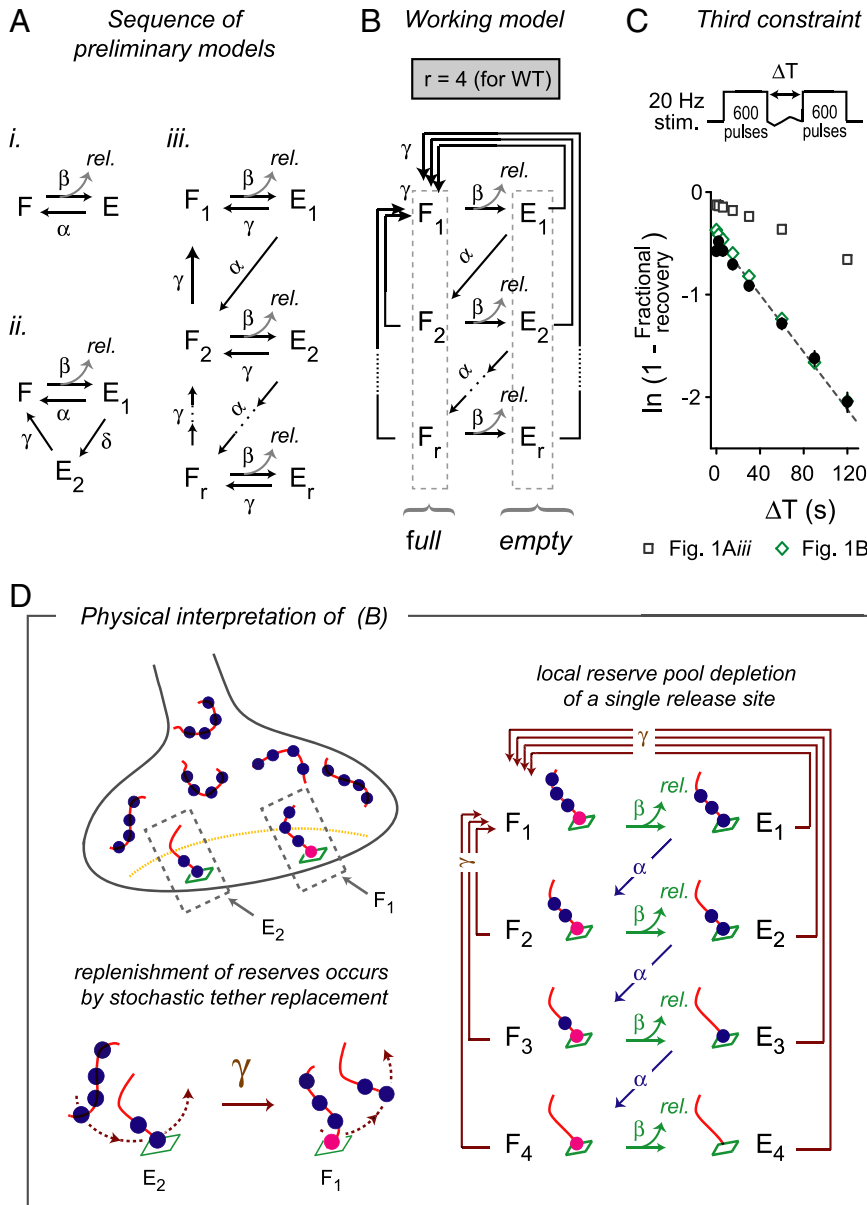 A
Sequence of
preliminary models
i.
F
β
rel.
E
α
ii.
F
β
rel.
E1
α
γ
δ
E2
iii.
F1
β
rel.
E1
γ
γ
α
F2
β
rel.
E2
γ
γ
α
Fr
β
rel.
Er
γ
B
Working model
r = 4 (for WT)
γ
γ
F1
β
rel.
E1
α
F2
β
rel.
E2
α
Fr
β
rel.
Er
full
empty
C
Third constraint
ΔT
20 Hz
stim.
600
pulses
600
pulses
ln (1 - Fractional recovery)
0
-1
-2
0
40
80
120
ΔT (s)
Fig. 1Aiii
Fig. 1B
D
Physical interpretation of (B)
E2
F1
replenishment of reserves occurs
by stochastic tether replacement
γ
E2
F1
local reserve pool depletion
of a single release site
γ
γ
F1
β
rel.
E1
α
F2
β
rel.
E2
α
F3
β
rel.
E3
α
F4
β
rel.
E4